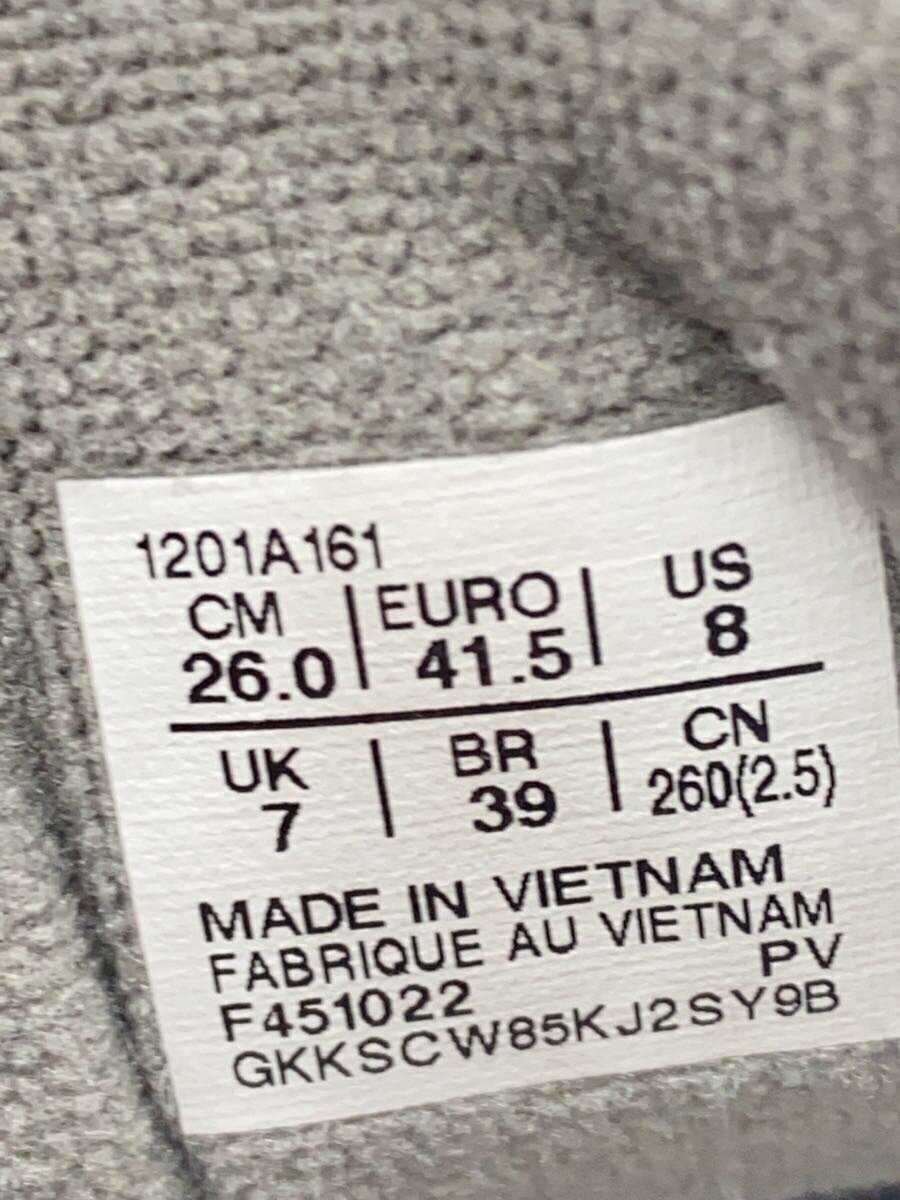 1201A161
CM | EURO | US
26.0 | 41.5 | 8
UK | BR | CN
7 | 39 | 260(2.5)
MADE IN VIETNAM
FABRIQUE AU VIETNAM
F451022 PV
GKKSCW85KJ2SY9B